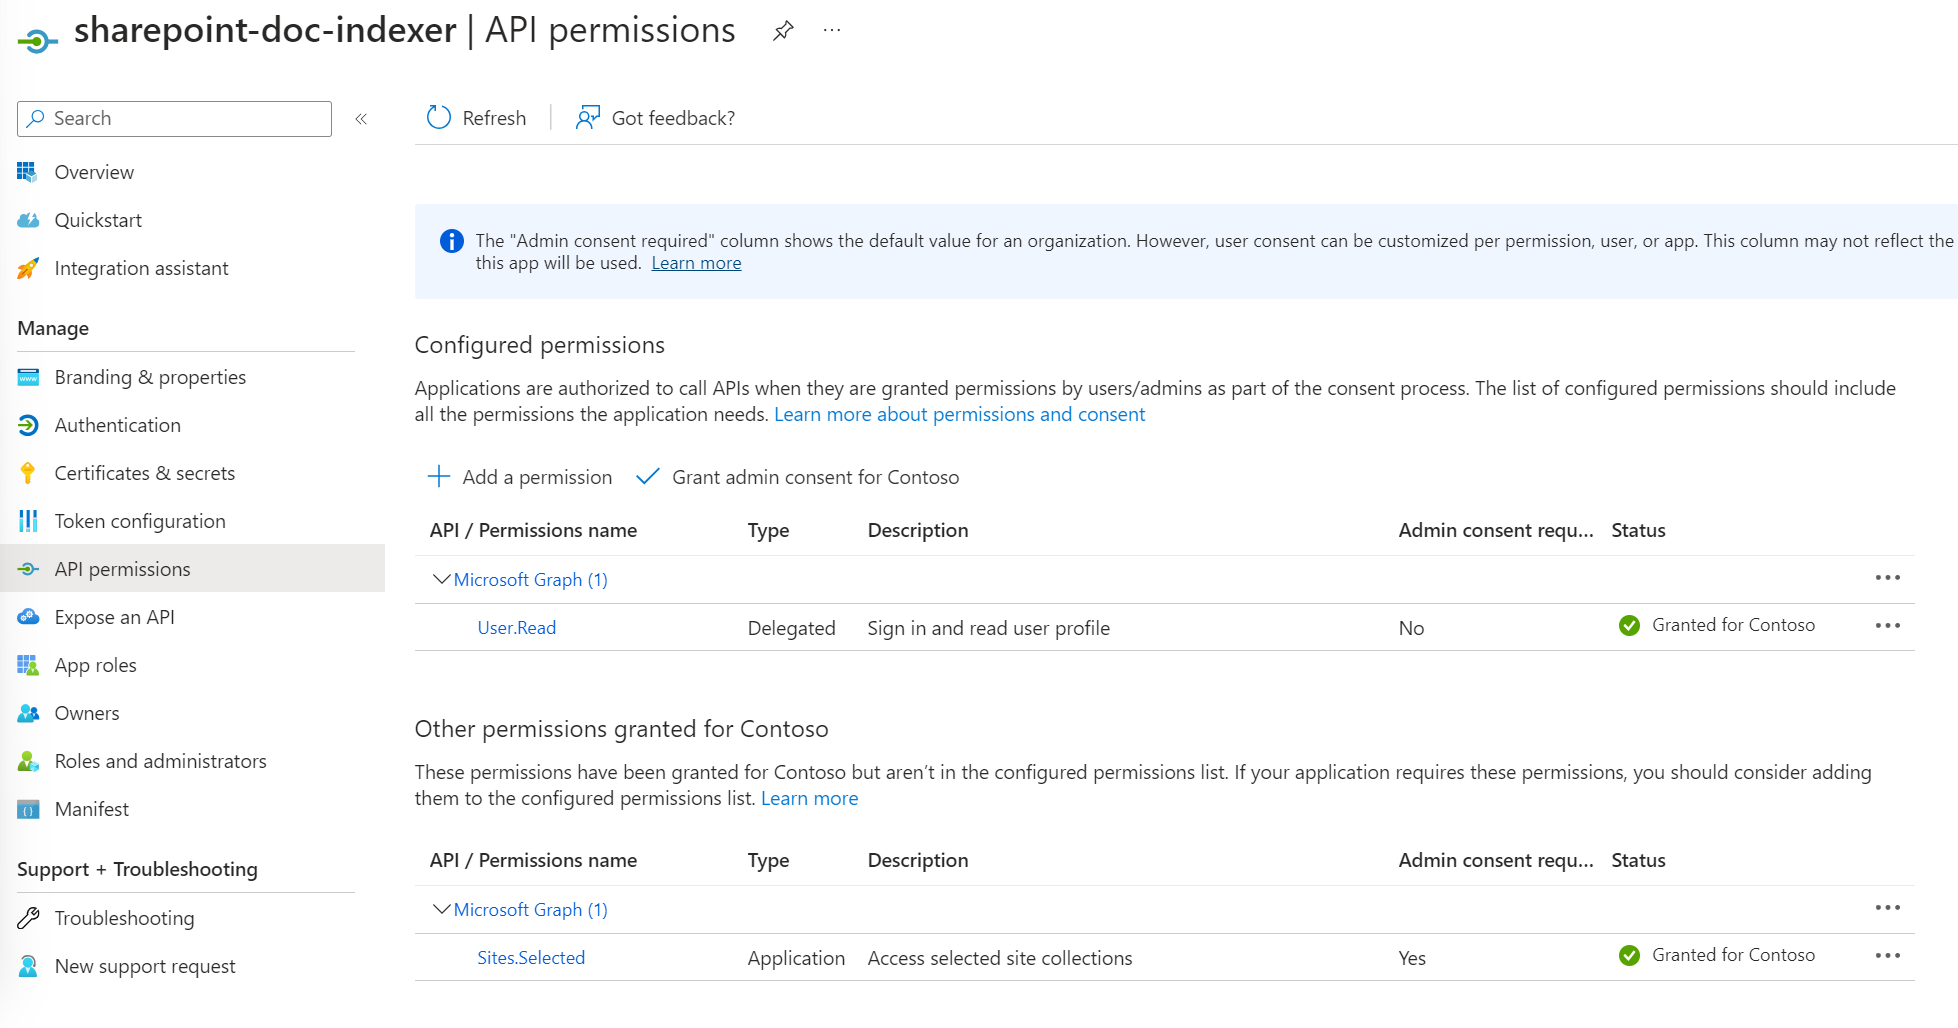 sharepoint-doc-indexer | API permissions ...
Search «
Overview
Quickstart
Integration assistant
Manage
Branding & properties
Authentication
Certificates & secrets
Token configuration
API permissions
Expose an API
App roles
Owners
Roles and administrators
Manifest
Support + Troubleshooting
Troubleshooting
New support request
Refresh | Got feedback?
The "Admin consent required" column shows the default value for an organization. However, user consent can be customized per permission, user, or app. This column may not reflect the
this app will be used. Learn more
Configured permissions
Applications are authorized to call APIs when they are granted permissions by users/admins as part of the consent process. The list of configured permissions should include
all the permissions the application needs. Learn more about permissions and consent
Add a permission Grant admin consent for Contoso
API / Permissions name Type Description Admin consent requ... Status
Microsoft Graph (1)
User.Read Delegated Sign in and read user profile No Granted for Contoso
Other permissions granted for Contoso
These permissions have been granted for Contoso but aren't in the configured permissions list. If your application requires these permissions, you should consider adding
them to the configured permissions list. Learn more
API / Permissions name Type Description Admin consent requ... Status
Microsoft Graph (1)
Sites.Selected Application Access selected site collections Yes Granted for Contoso